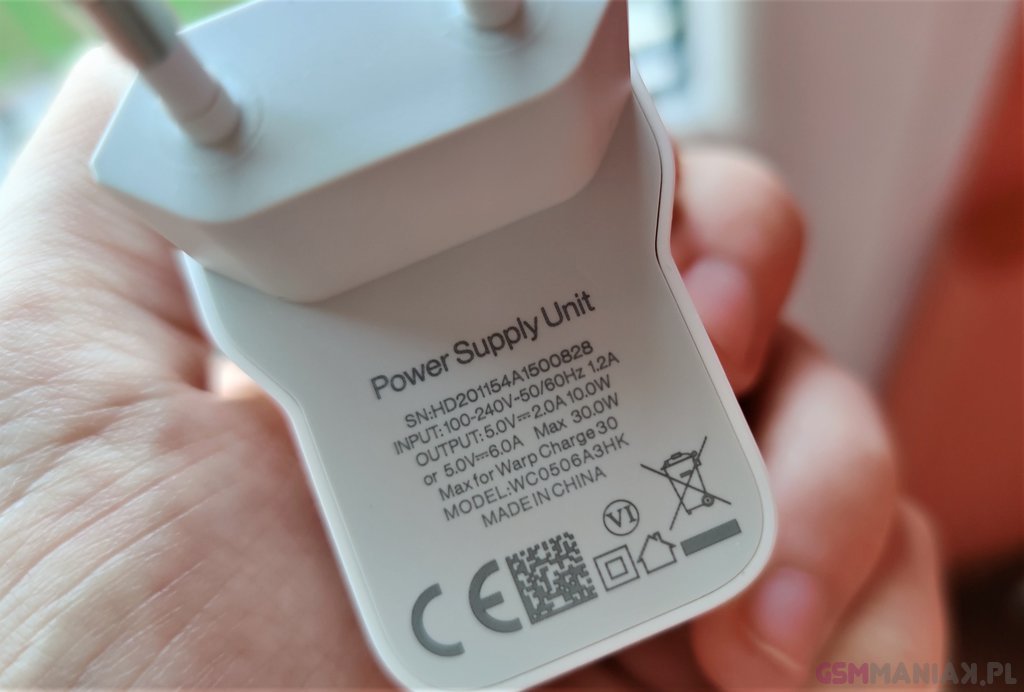 Power Supply Unit
SN:HD201154A1500828
INPUT:100-240V~50/60Hz 1.2A
OUTPUT:5.0V⎓2.0A 10.0W
or 5.0V⎓6.0A Max 30.0W
Max for Warp Charge 30
MODEL:WC0506A3HK
MADE IN CHINA
VI
CE
GSMMANIAK.PL